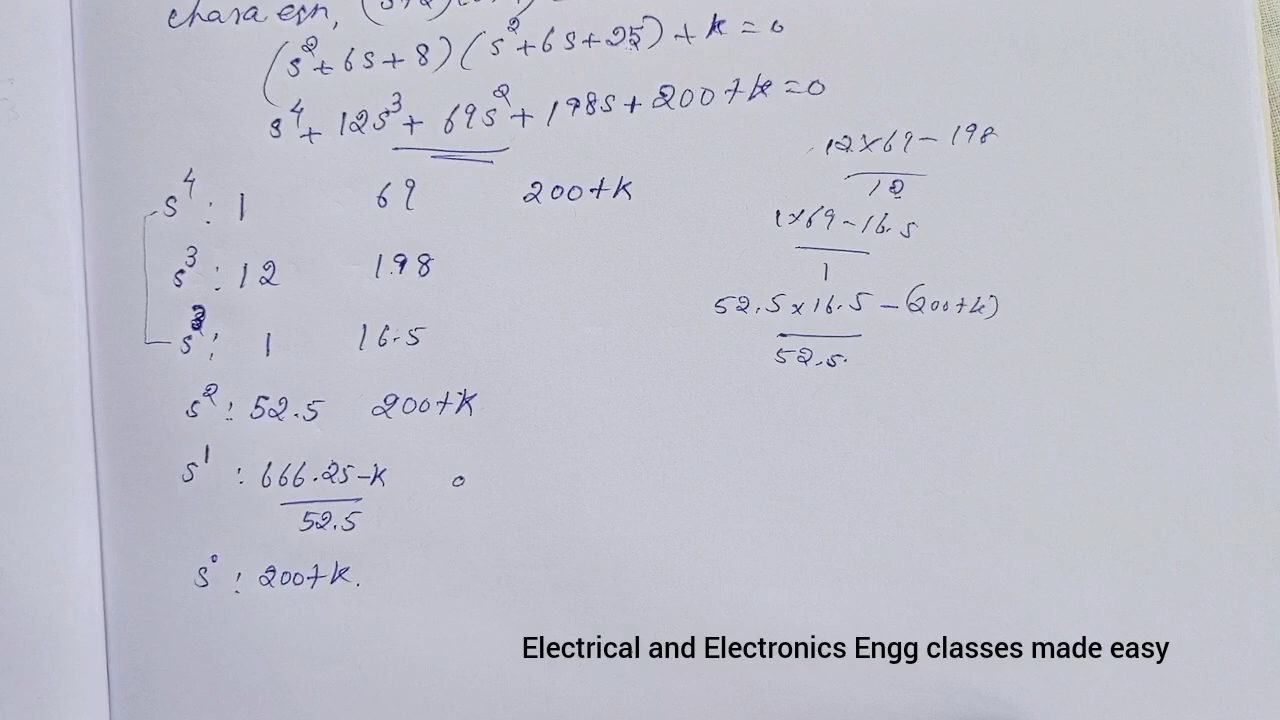 chara eqn,
(s²+6s+8)(s²+6s+25)+k=0
s⁴+12s³+69s²+198s+200+k=0
s⁴: 1 69 200+k
s³: 12 198
s³: 1 16.5
s²: 52.5 200+k
s¹: 666.25-k 0
52.5
s⁰: 200+k.
12×69-198
12
1×69-16.5
1
52.5×16.5-(200+k)
52.5.
Electrical and Electronics Engg classes made easy